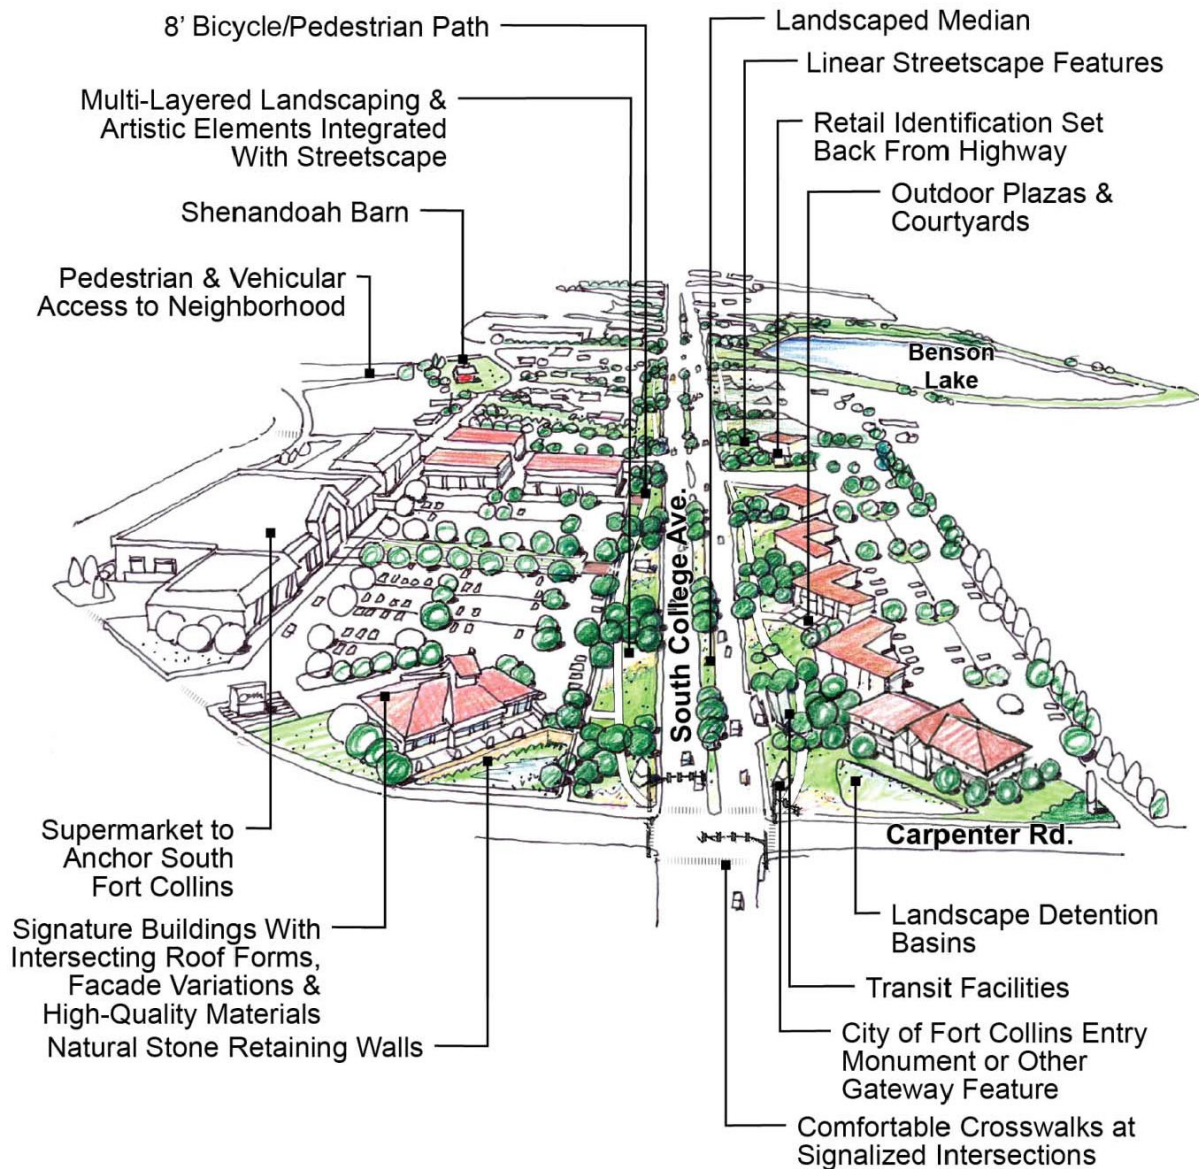 8' Bicycle/Pedestrian Path
Multi-Layered Landscaping &
Artistic Elements Integrated
With Streetscape
Shenandoah Barn
Pedestrian & Vehicular
Access to Neighborhood
Landscaped Median
Linear Streetscape Features
Retail Identification Set
Back From Highway
Outdoor Plazas &
Courtyards
Benson
Lake
South College Ave.
Carpenter Rd.
Supermarket to
Anchor South
Fort Collins
Signature Buildings With
Intersecting Roof Forms,
Facade Variations &
High-Quality Materials
Natural Stone Retaining Walls
Landscape Detention
Basins
Transit Facilities
City of Fort Collins Entry
Monument or Other
Gateway Feature
Comfortable Crosswalks at
Signalized Intersections